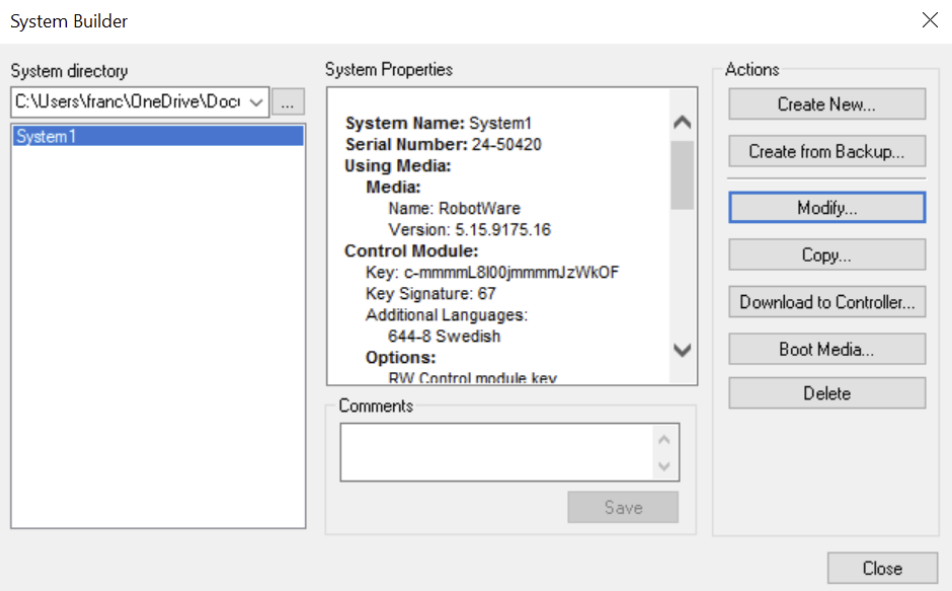 System Builder
System directory
C:\Users\franc\OneDrive\Docu
...
System1
System Properties
System Name: System1
Serial Number: 24-50420
Using Media:
Media:
Name: RobotWare
Version: 5.15.9175.16
Control Module:
Key: c-mmmmL8l00jmmmmJzWkOF
Key Signature: 67
Additional Languages:
644-8 Swedish
Options:
RW Control module key
Comments
Save
Actions
Create New...
Create from Backup...
Modify...
Copy...
Download to Controller...
Boot Media...
Delete
Close